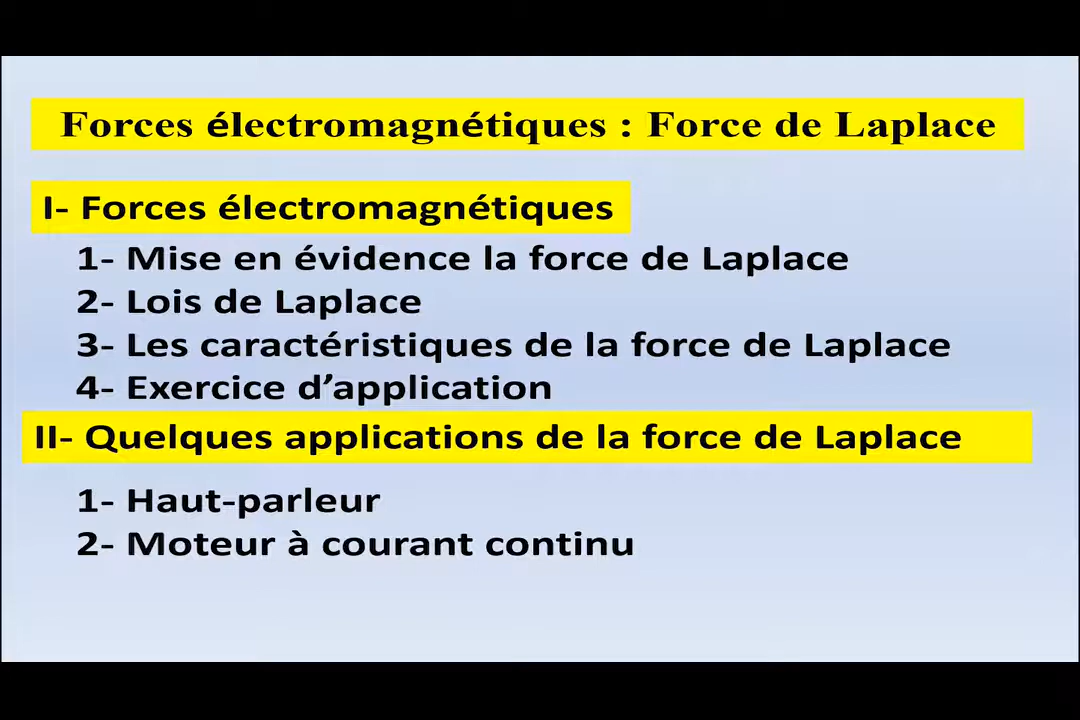 Forces électromagnétiques : Force de Laplace
I- Forces électromagnétiques
1- Mise en évidence la force de Laplace
2- Lois de Laplace
3- Les caractéristiques de la force de Laplace
4- Exercice d’application
II- Quelques applications de la force de Laplace
1- Haut-parleur
2- Moteur à courant continu